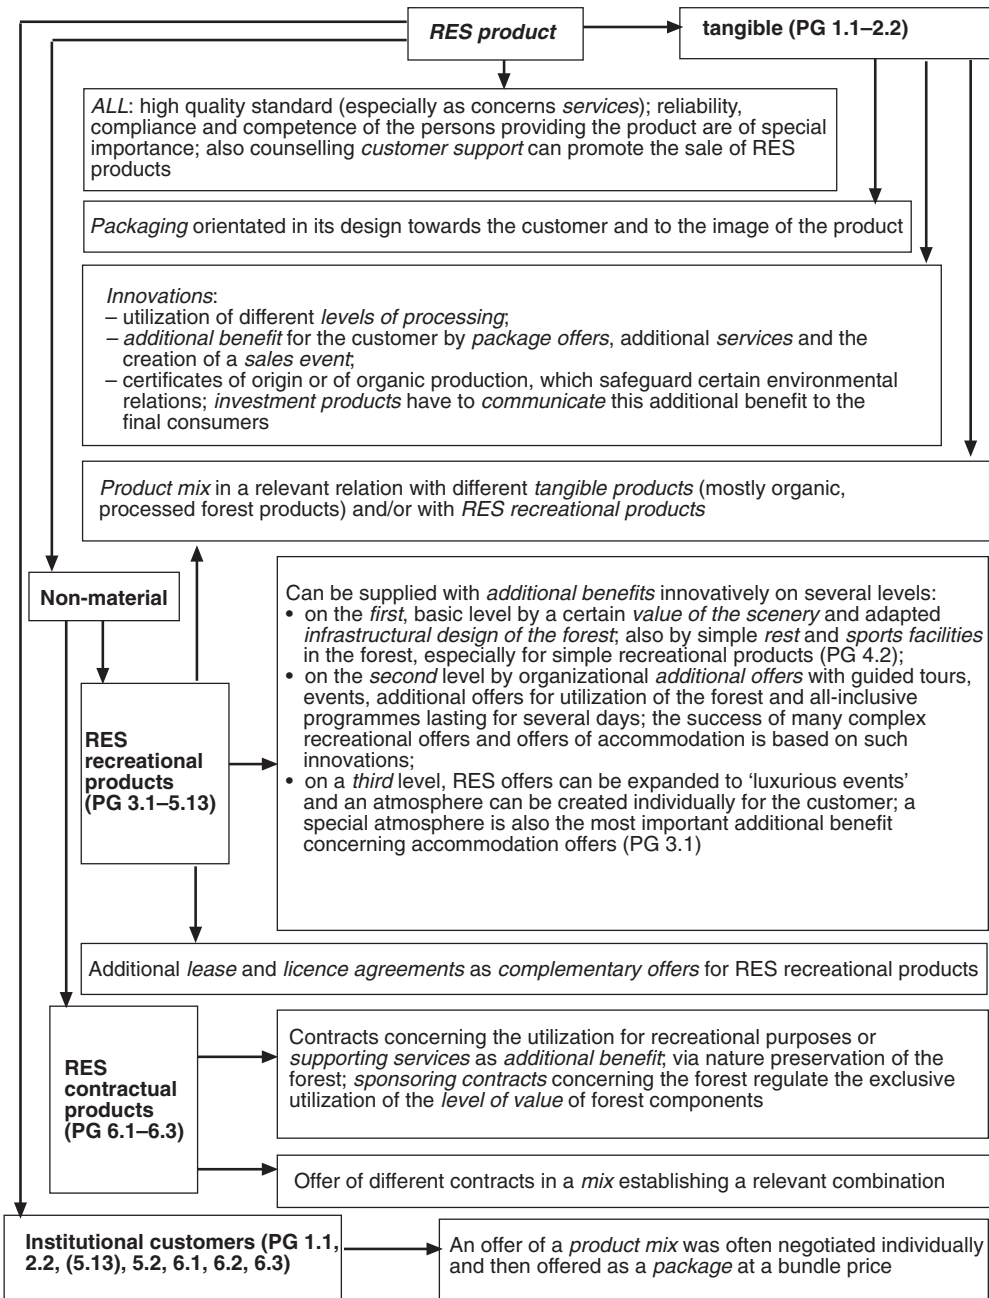 RES product
tangible (PG 1.1–2.2)
ALL: high quality standard (especially as concerns services); reliability,
compliance and competence of the persons providing the product are of special
importance; also counselling customer support can promote the sale of RES
products
Packaging orientated in its design towards the customer and to the image of the product
Innovations:
– utilization of different levels of processing;
– additional benefit for the customer by package offers, additional services and the
creation of a sales event;
– certificates of origin or of organic production, which safeguard certain environmental
relations; investment products have to communicate this additional benefit to the
final consumers
Product mix in a relevant relation with different tangible products (mostly organic,
processed forest products) and/or with RES recreational products
Non-material
RES
recreational
products
(PG 3.1–5.13)
Can be supplied with additional benefits innovatively on several levels:
• on the first, basic level by a certain value of the scenery and adapted
infrastructural design of the forest; also by simple rest and sports facilities
in the forest, especially for simple recreational products (PG 4.2);
• on the second level by organizational additional offers with guided tours,
events, additional offers for utilization of the forest and all-inclusive
programmes lasting for several days; the success of many complex
recreational offers and offers of accommodation is based on such
innovations;
• on a third level, RES offers can be expanded to ‘luxurious events’
and an atmosphere can be created individually for the customer; a
special atmosphere is also the most important additional benefit
concerning accommodation offers (PG 3.1)
Additional lease and licence agreements as complementary offers for RES recreational products
RES
contractual
products
(PG 6.1–6.3)
Contracts concerning the utilization for recreational purposes or
supporting services as additional benefit; via nature preservation of the
forest; sponsoring contracts concerning the forest regulate the exclusive
utilization of the level of value of forest components
Offer of different contracts in a mix establishing a relevant combination
Institutional customers (PG 1.1,
2.2, (5.13), 5.2, 6.1, 6.2, 6.3)
An offer of a product mix was often negotiated individually
and then offered as a package at a bundle price